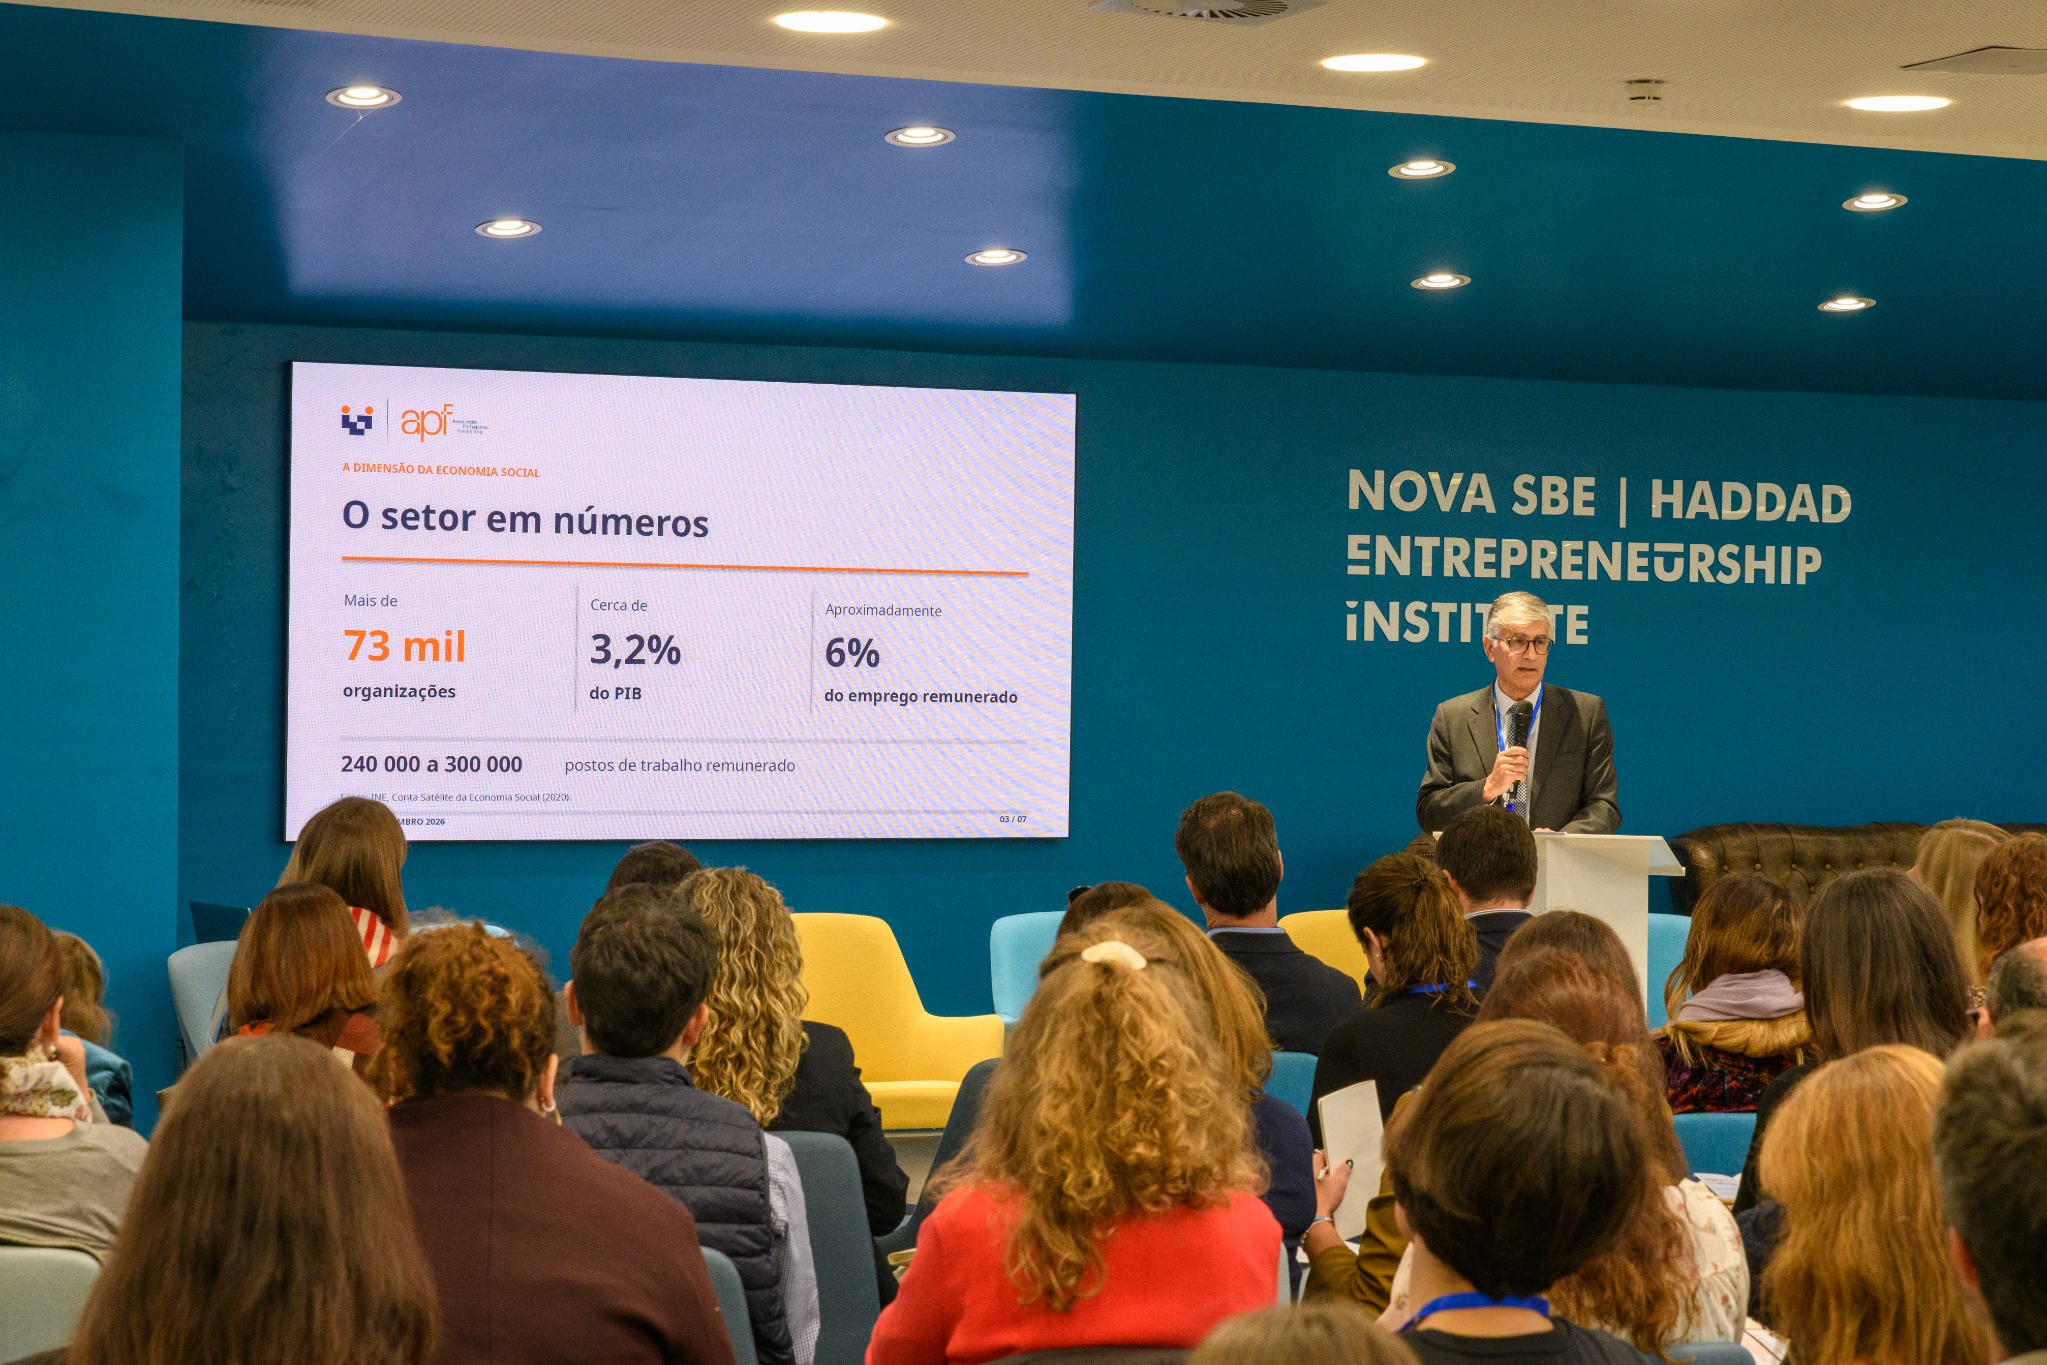 apf
A DIMENSÃO DA ECONOMIA SOCIAL
O setor em números
Mais de
73 mil
organizações
Cerca de
3,2%
do PIB
Aproximadamente
6%
do emprego remunerado
240 000 a 300 000 postos de trabalho remunerado
INE, Conta Satélite da Economia Social (2020).
2026
03 / 07
NOVA SBE | HADDAD
ENTREPRENEURSHIP